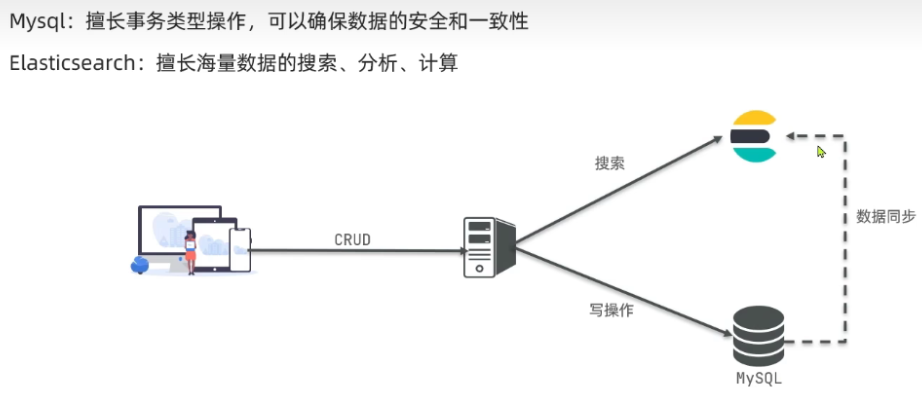 Mysql：擅长事务类型操作，可以确保数据的安全和一致性
Elasticsearch：擅长海量数据的搜索、分析、计算
搜索
数据同步
CRUD
写操作
MySQL